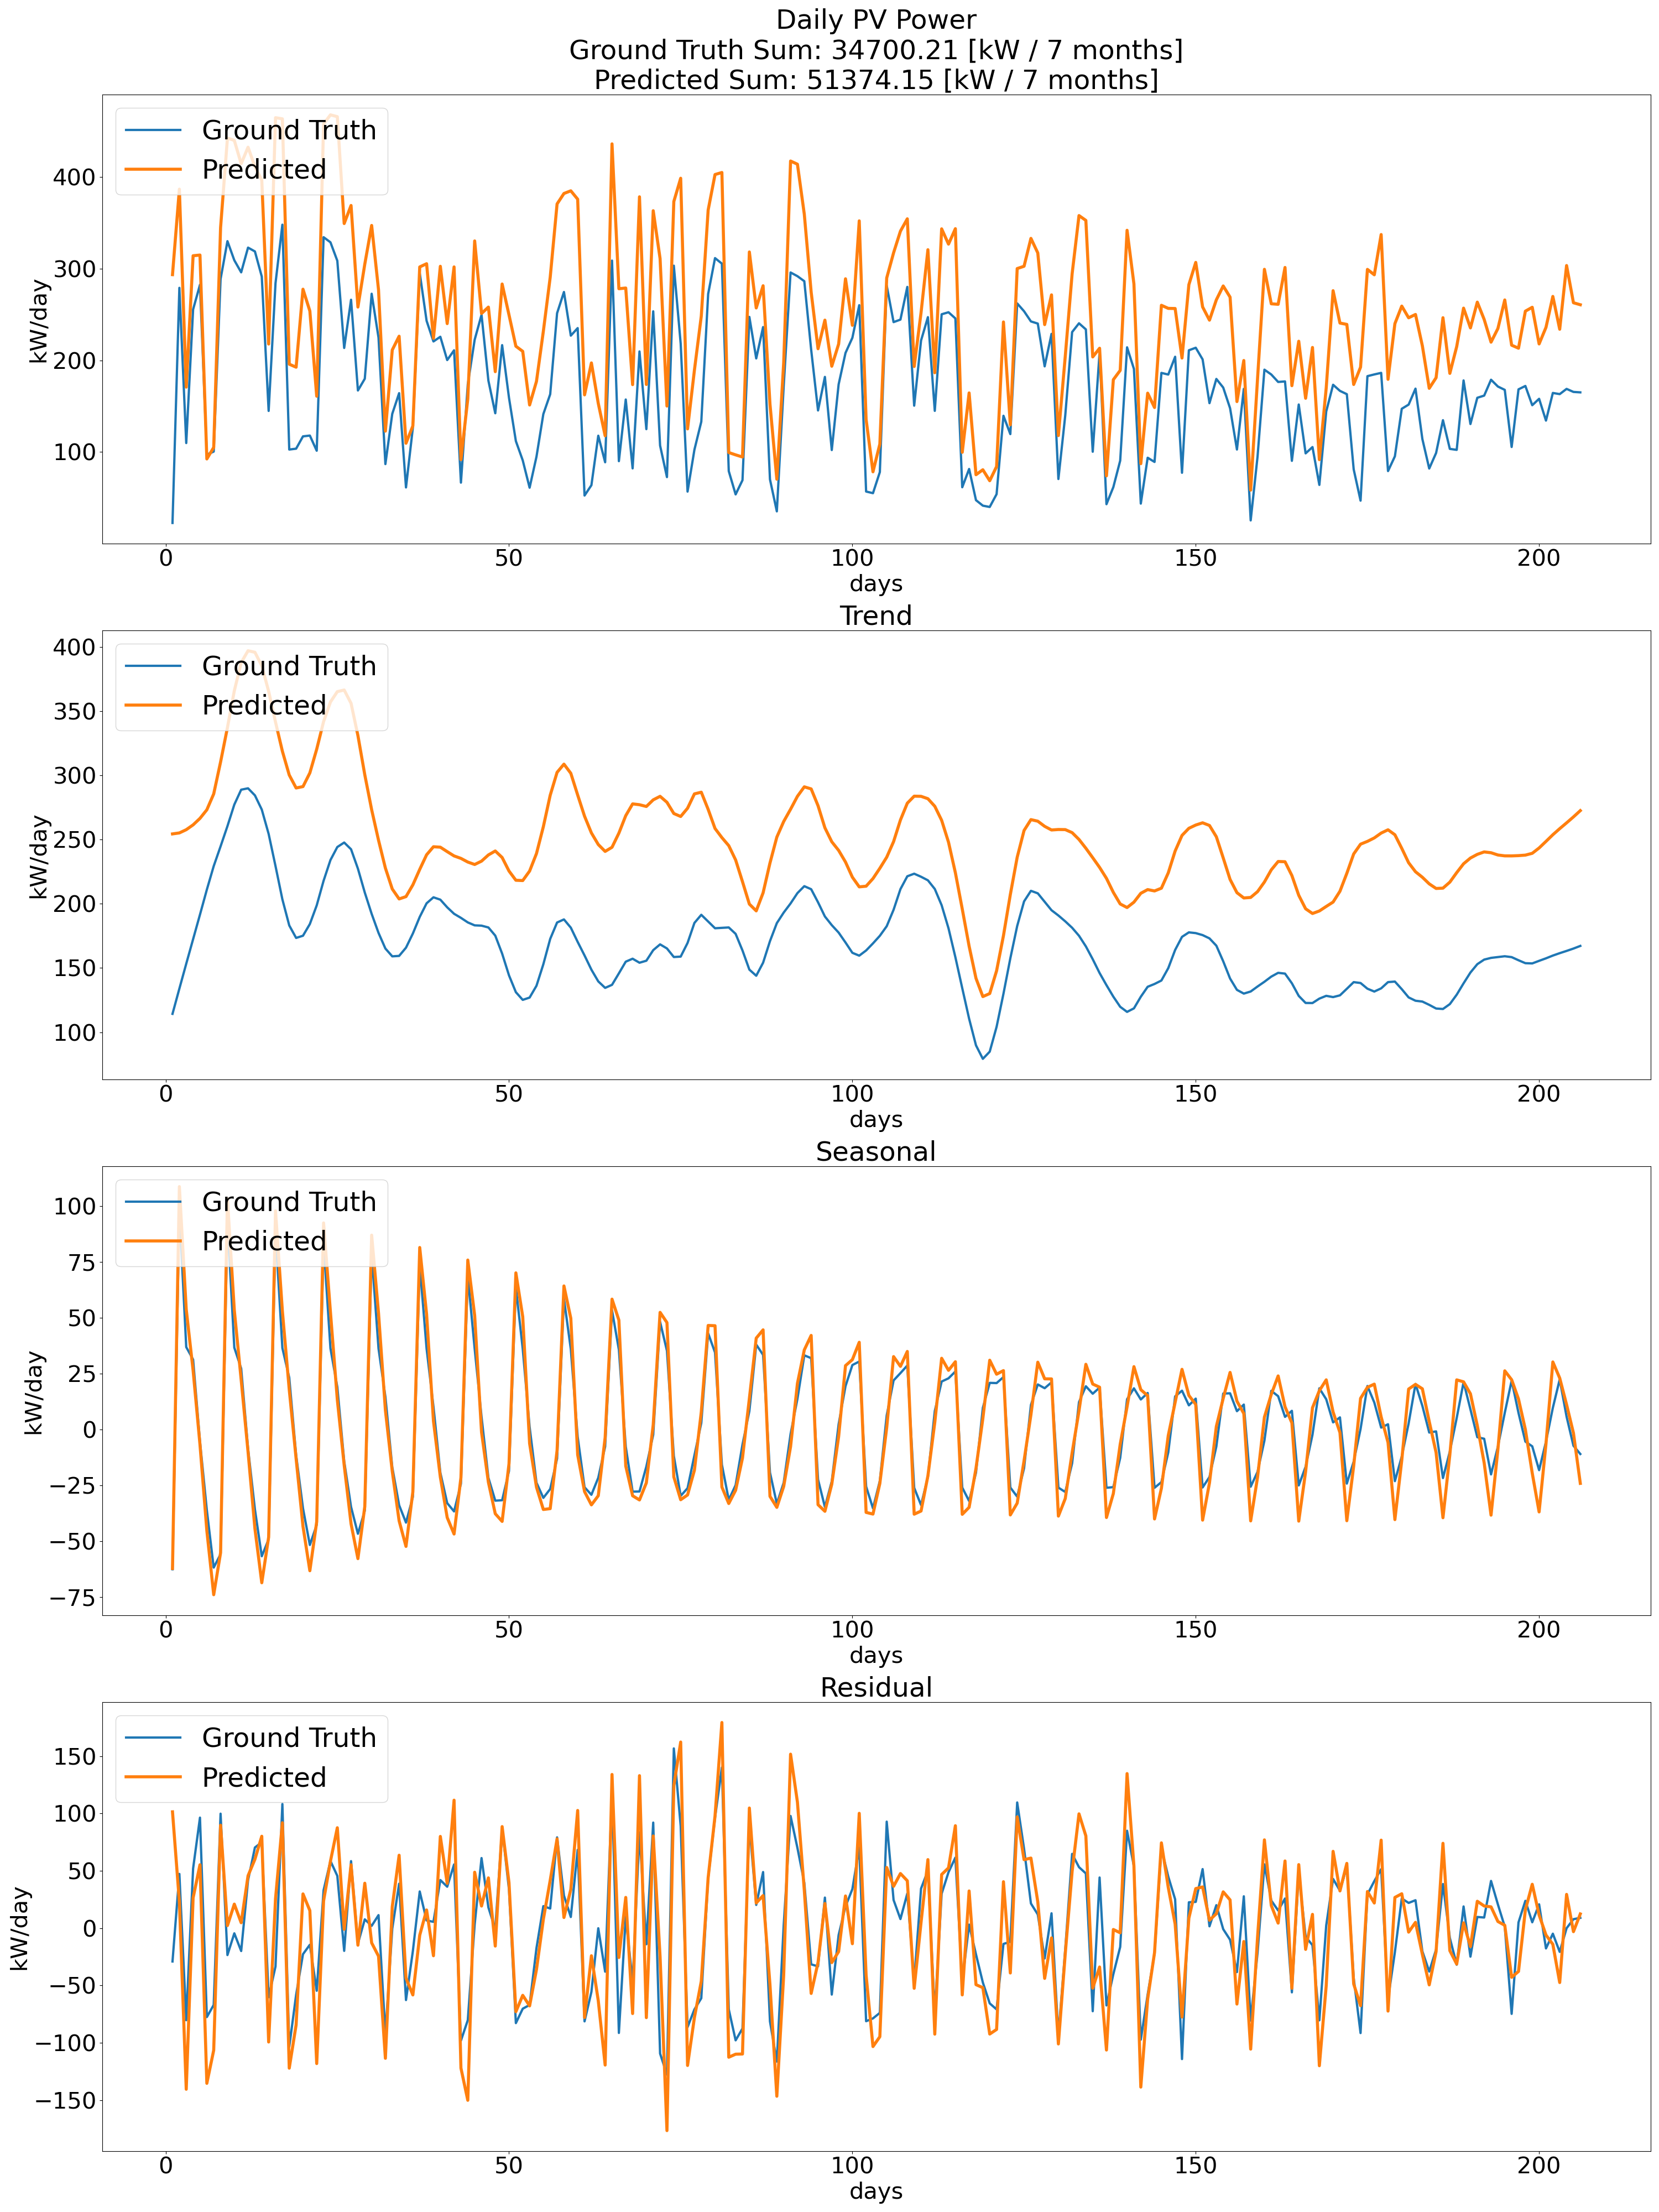 Daily PV Power
Ground Truth Sum: 34700.21 [kW / 7 months]
Predicted Sum: 51374.15 [kW / 7 months]
Ground Truth
Predicted
400
300
200
100
kW/day
0 50 100 150 200
days
Trend
Ground Truth
Predicted
400
350
300
250
200
150
100
kW/day
0 50 100 150 200
days
Seasonal
Ground Truth
Predicted
100
75
50
25
0
−25
−50
−75
kW/day
0 50 100 150 200
days
Residual
Ground Truth
Predicted
150
100
50
0
−50
−100
−150
kW/day
0 50 100 150 200
days